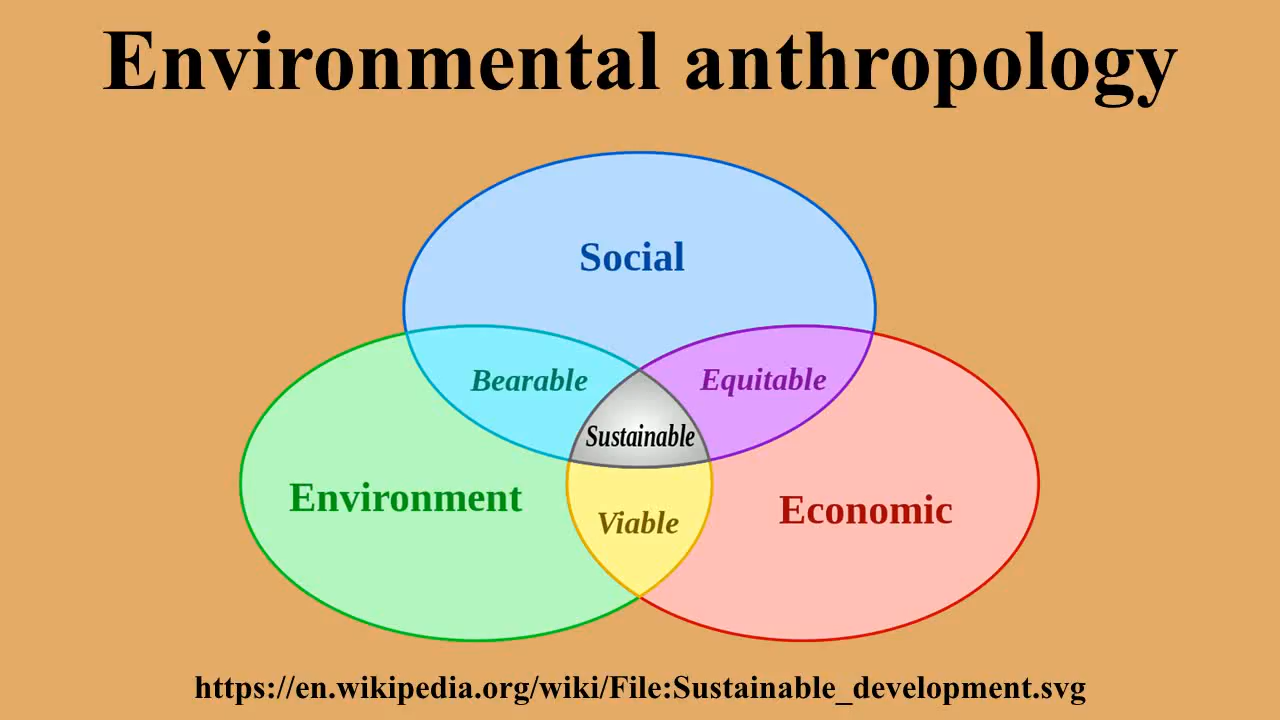 Environmental anthropology
Social
Bearable
Equitable
Sustainable
Environment
Economic
Viable
https://en.wikipedia.org/wiki/File:Sustainable_development.svg